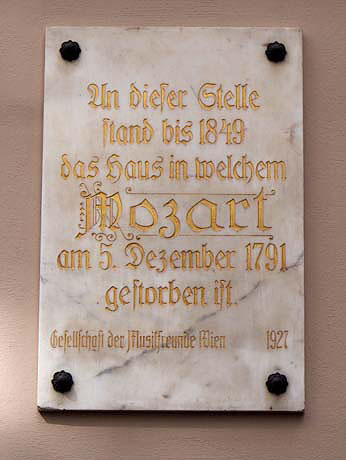 An dieser Stelle
stand bis 1849
das Haus in welchem
Mozart
am 5. Dezember 1791
gestorben ist.
Gesellschaft der Musikfreunde Wien 1927